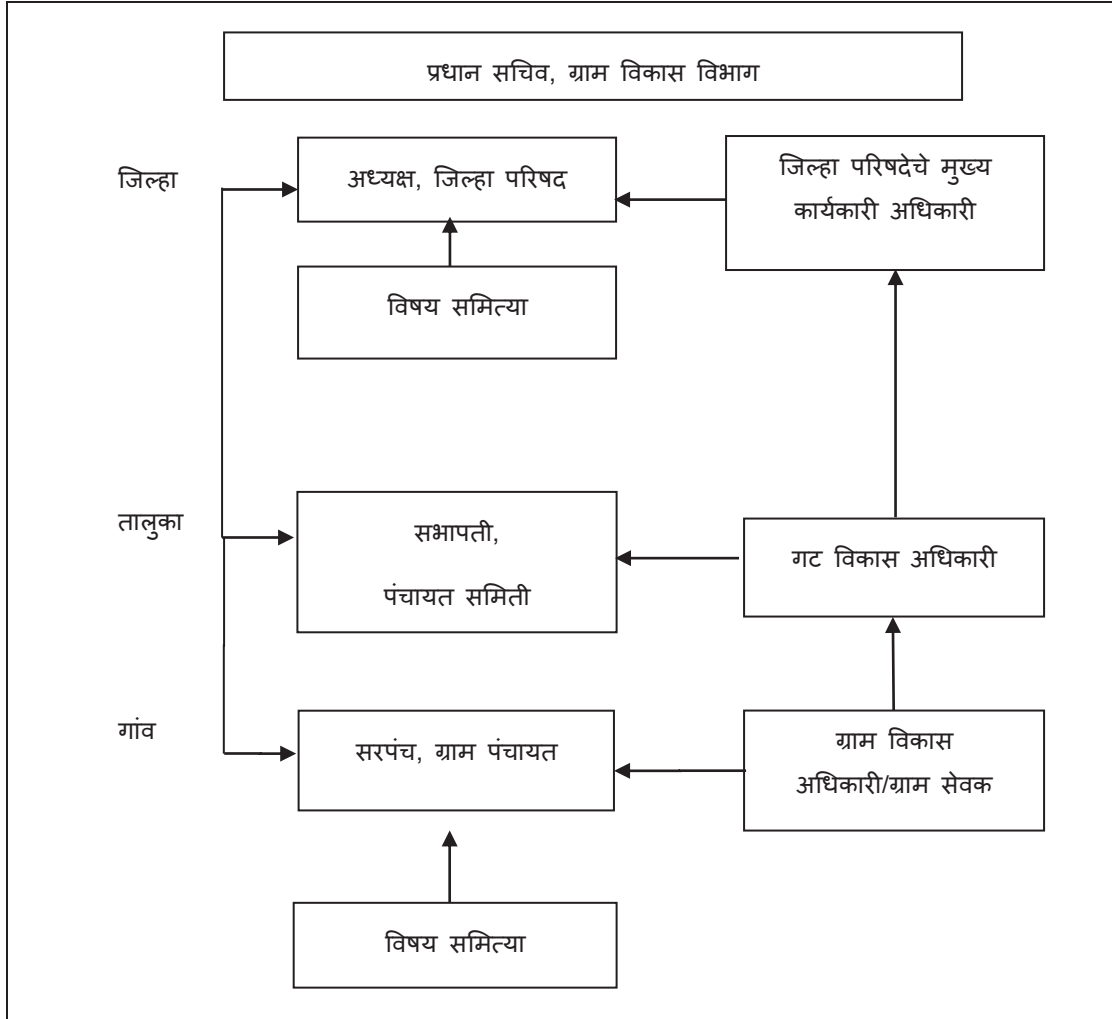 प्रधान सचिव, ग्राम विकास विभाग
जिल्हा
अध्यक्ष, जिल्हा परिषद
जिल्हा परिषदेचे मुख्य
कार्यकारी अधिकारी
विषय समित्या
तालुका
सभापती,
पंचायत समिती
गट विकास अधिकारी
गांव
सरपंच, ग्राम पंचायत
ग्राम विकास
अधिकारी/ग्राम सेवक
विषय समित्या